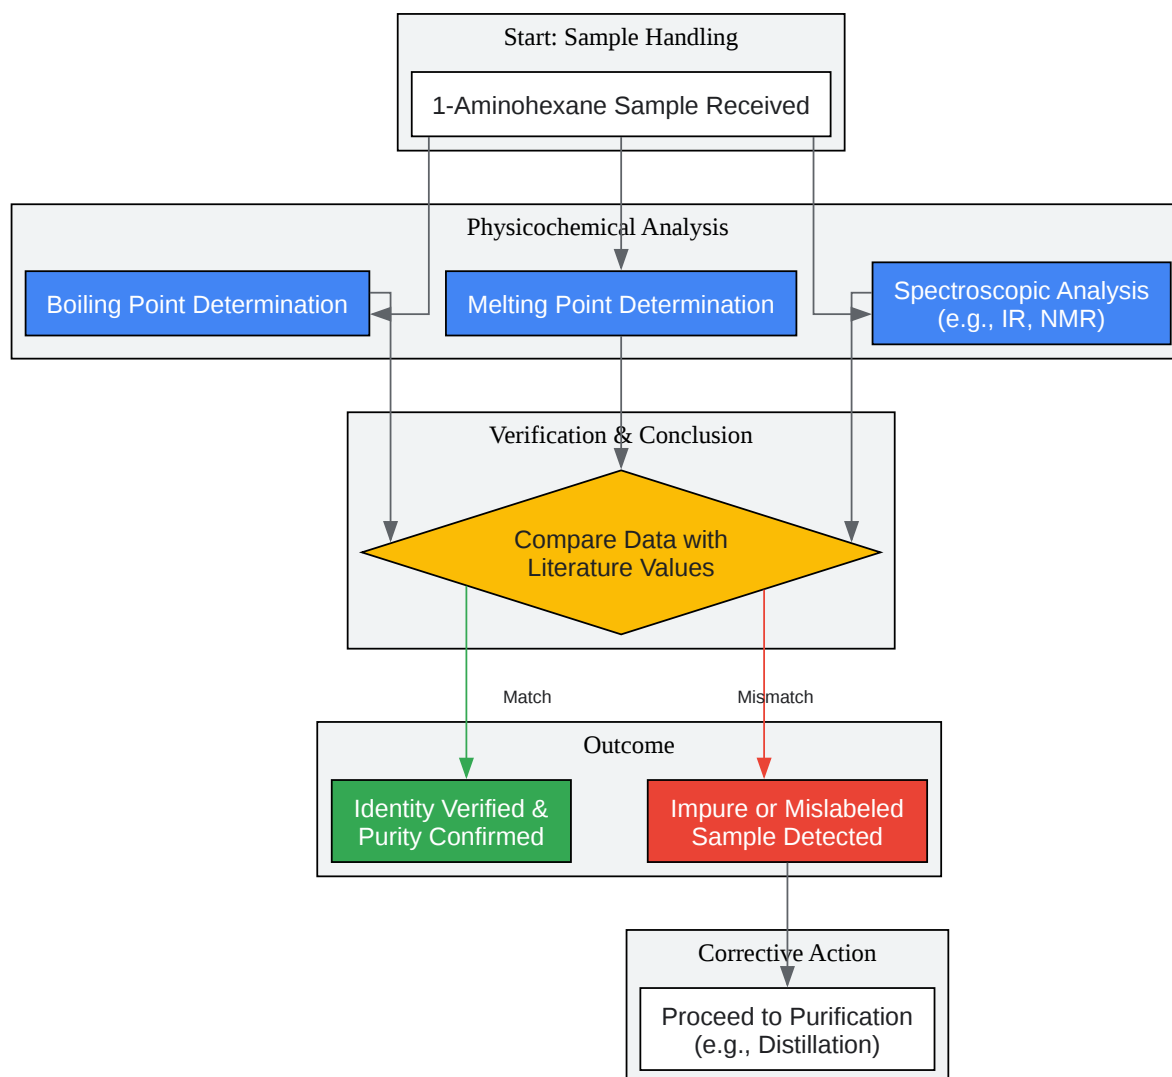 Start: Sample Handling
1-Aminohexane Sample Received
Physicochemical Analysis
Boiling Point Determination
Melting Point Determination
Spectroscopic Analysis
(e.g., IR, NMR)
Verification & Conclusion
Compare Data with
Literature Values
Match
Mismatch
Outcome
Identity Verified &
Purity Confirmed
Impure or Mislabeled
Sample Detected
Corrective Action
Proceed to Purification
(e.g., Distillation)